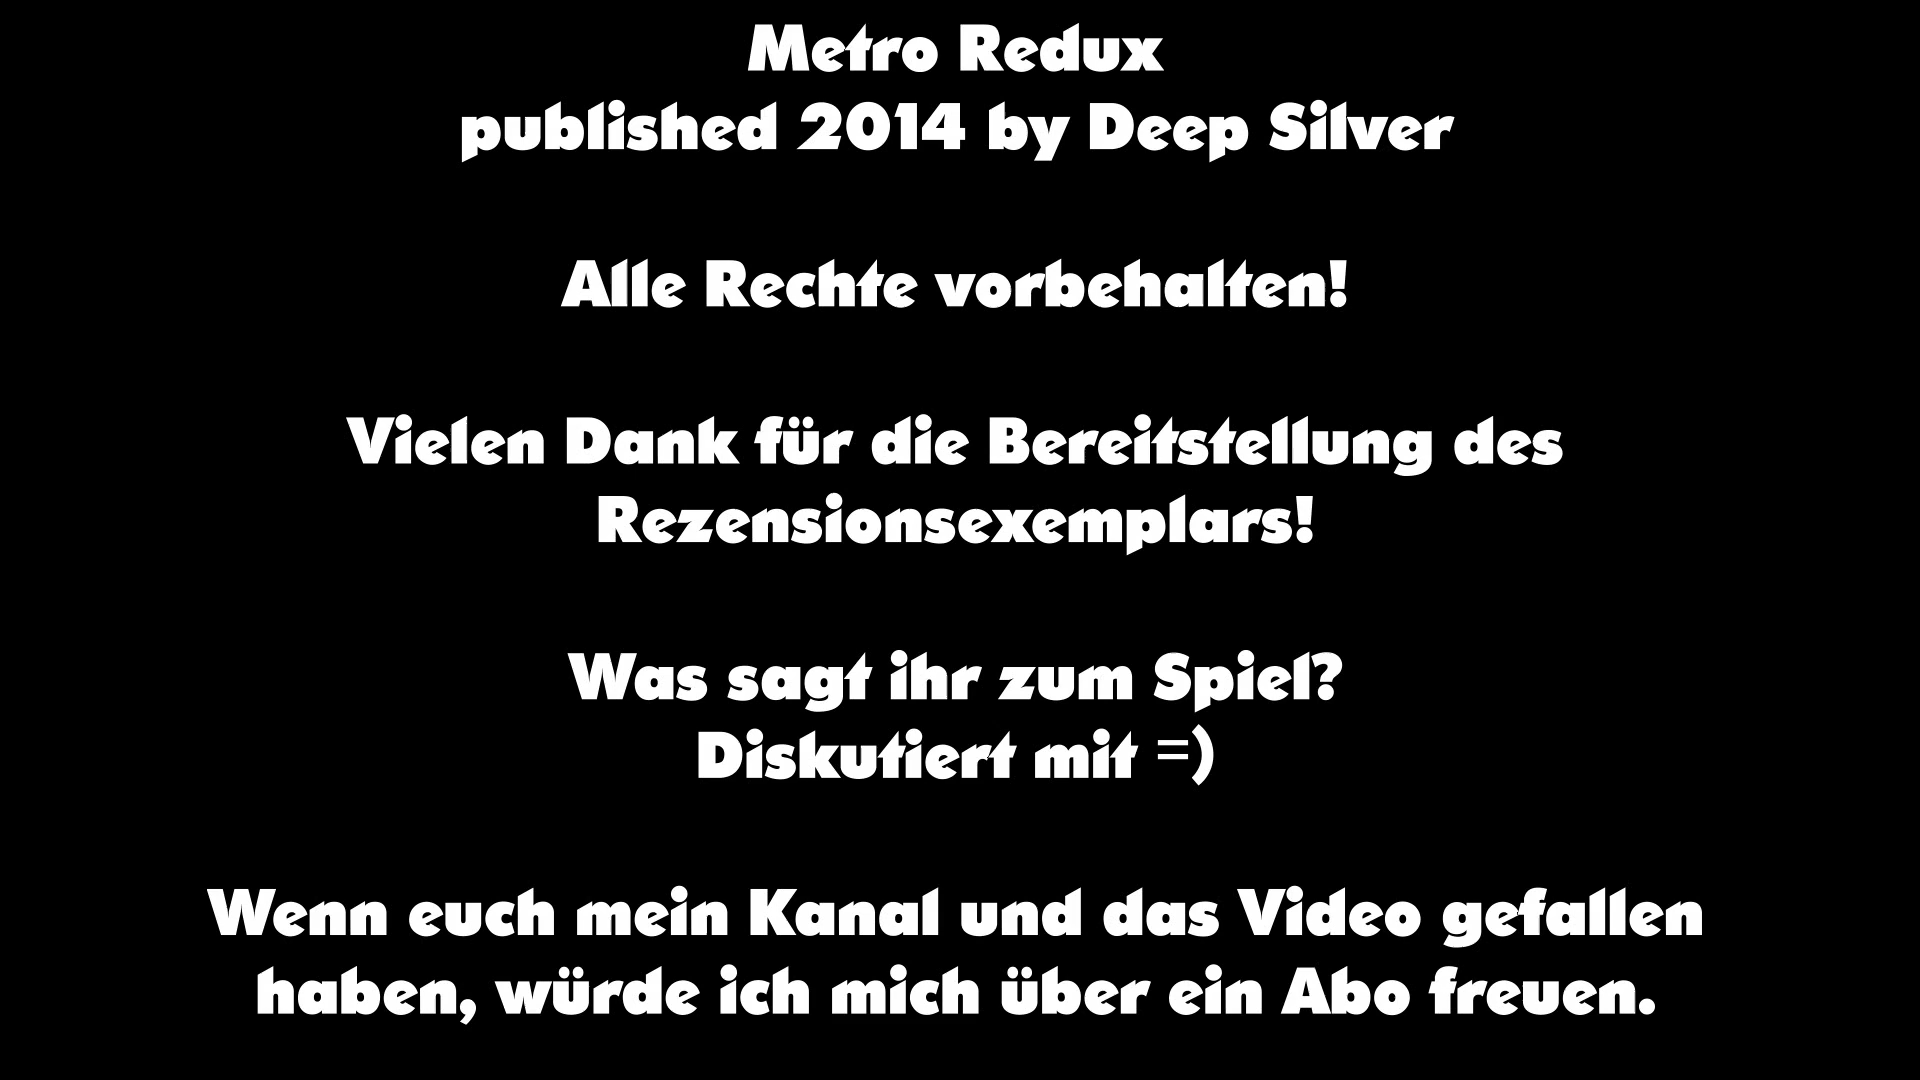 Metro Redux
published 2014 by Deep Silver
Alle Rechte vorbehalten!
Vielen Dank für die Bereitstellung des
Rezensionsexemplars!
Was sagt ihr zum Spiel?
Diskutiert mit =)
Wenn euch mein Kanal und das Video gefallen
haben, würde ich mich über ein Abo freuen.